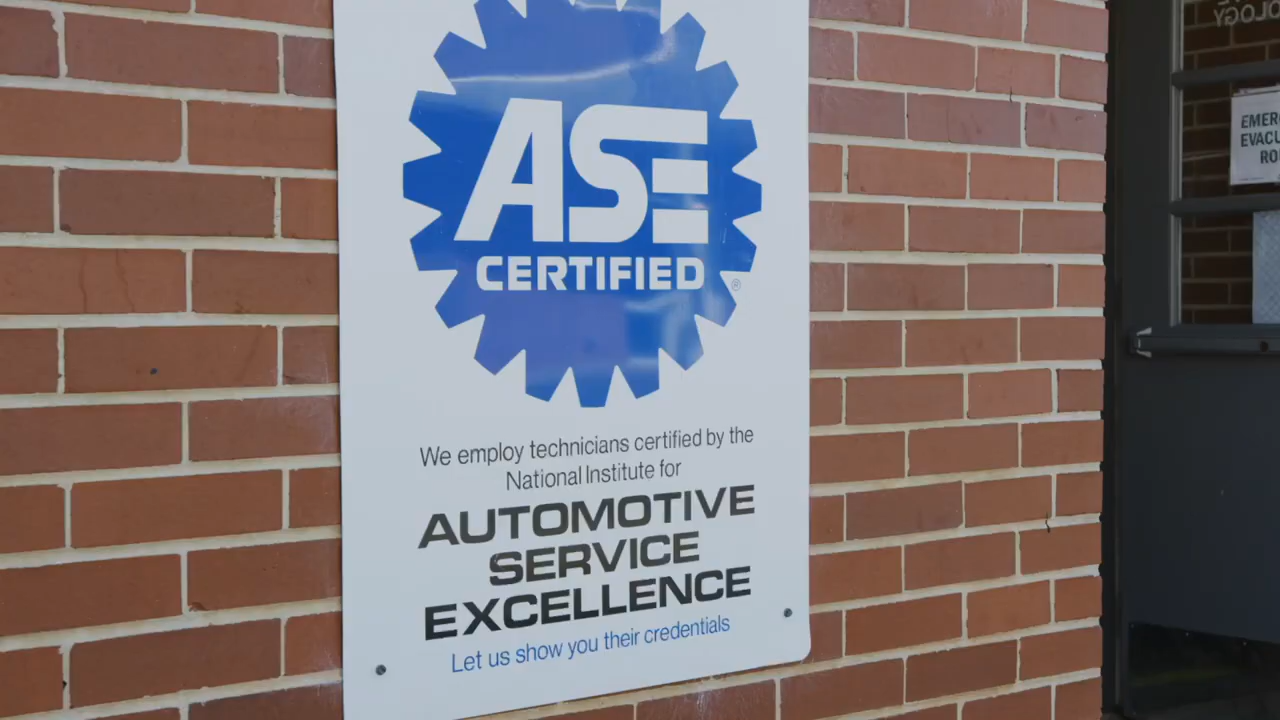 ASE
CERTIFIED
®
We employ technicians certified by the
National Institute for
AUTOMOTIVE
SERVICE
EXCELLENCE
Let us show you their credentials